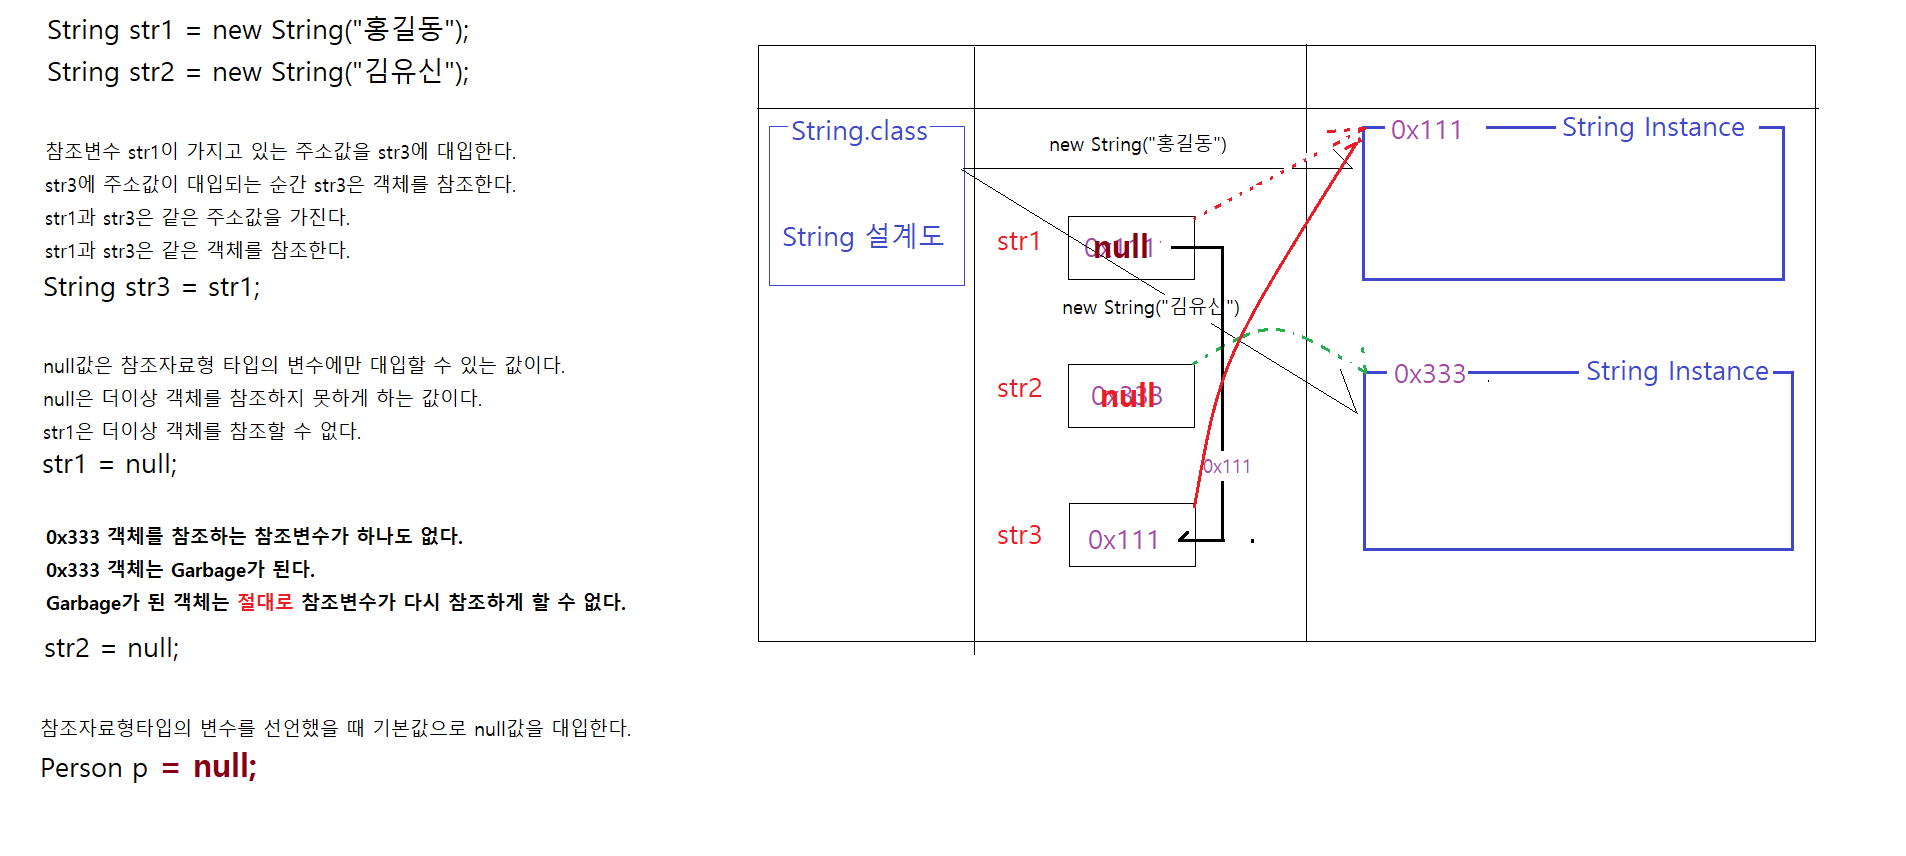 String str1 = new String("홍길동");
String str2 = new String("김유신");
참조변수 str1이 가지고 있는 주소값을 str3에 대입한다.
str3에 주소값이 대입되는 순간 str3은 객체를 참조한다.
str1과 str3은 같은 주소값을 가진다.
str1과 str3은 같은 객체를 참조한다.
String str3 = str1;
null값은 참조자료형 타입의 변수에만 대입할 수 있는 값이다.
null은 더이상 객체를 참조하지 못하게 하는 값이다.
str1은 더이상 객체를 참조할 수 없다.
str1 = null;
0x333 객체를 참조하는 참조변수가 하나도 없다.
0x333 객체는 Garbage가 된다.
Garbage가 된 객체는 절대로 참조변수가 다시 참조하게 할 수 없다.
str2 = null;
참조자료형타입의 변수를 선언했을 때 기본값으로 null값을 대입한다.
Person p = null;
String.class
String 설계도
new String("홍길동")
str1
0x111
null
new String("김유신")
str2
0x333
null
0x111
str3
0x111
0x111
String Instance
0x333
String Instance